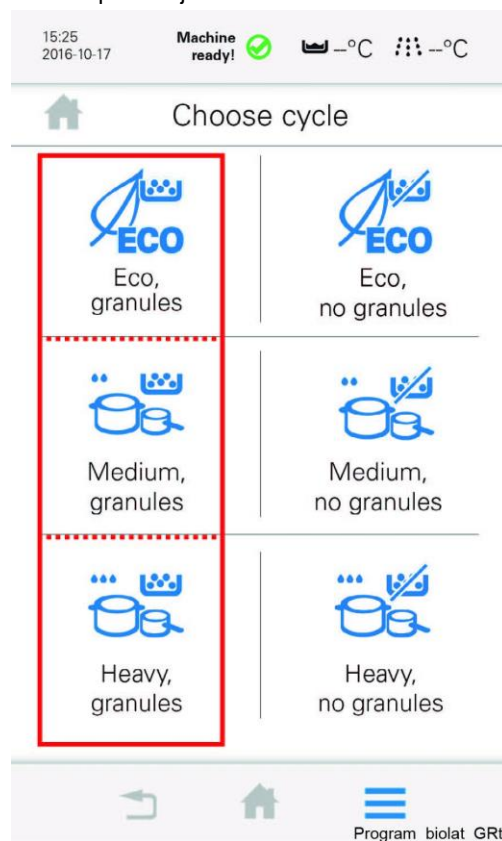 15:25
2016-10-17
Machine
ready!
--°C
--°C
Choose cycle
ECO
Eco,
granules
ECO
Eco,
no granules
Medium,
granules
Medium,
no granules
Heavy,
granules
Heavy,
no granules
Program biolat GRt